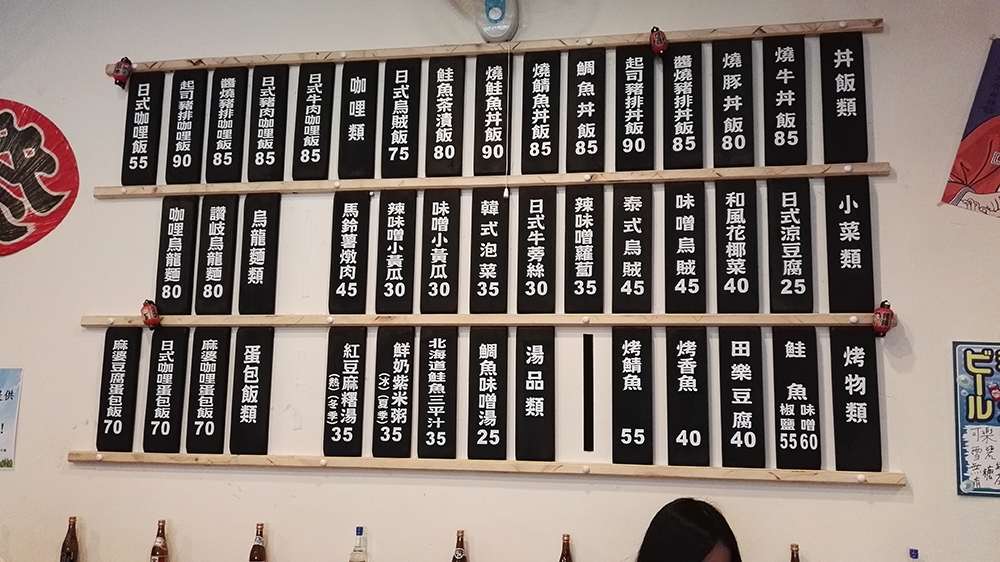 丼飯類
燒牛丼飯85
燒豚丼飯80
醬燒豬排丼飯85
起司豬排丼飯90
鯛魚丼飯85
燒鯖魚丼飯85
燒鮭魚丼飯90
鮭魚茶漬飯80
日式烏賊飯75
咖哩類
日式牛肉咖哩飯85
日式豬肉咖哩飯85
醬燒豬排咖哩飯85
起司豬排咖哩飯90
日式咖哩飯55
小菜類
日式涼豆腐25
和風花椰菜40
味噌烏賊45
泰式烏賊45
辣味噌蘿蔔35
日式牛蒡絲30
韓式泡菜35
味噌小黃瓜30
辣味噌小黃瓜30
馬鈴薯燉肉45
烏龍麵類
讚岐烏龍麵80
咖哩烏龍麵80
烤物類
鮭魚
味噌60
椒鹽55
田樂豆腐40
烤香魚40
烤鯖魚55
湯品類
鯛魚味噌湯25
北海道鮭魚三平汁35
鮮奶紫米粥(冰)(夏季)35
紅豆麻糬湯(熱)(冬季)35
蛋包飯類
麻婆咖哩蛋包飯70
日式咖哩蛋包飯70
麻婆豆腐蛋包飯70
ビール
提供
!